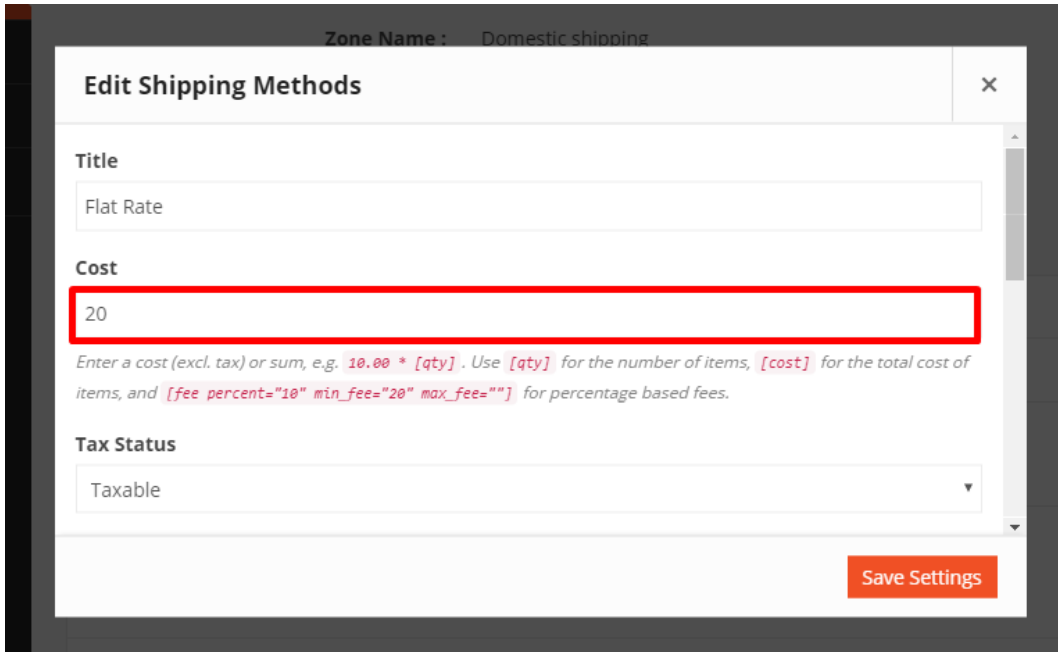 Zone Name : Domestic shipping
Edit Shipping Methods ×
Title
Flat Rate
Cost
20
Enter a cost (excl. tax) or sum, e.g. 10.00 * [qty] . Use [qty] for the number of items, [cost] for the total cost of
items, and [fee percent="10" min_fee="20" max_fee=""] for percentage based fees.
Tax Status
Taxable
Save Settings